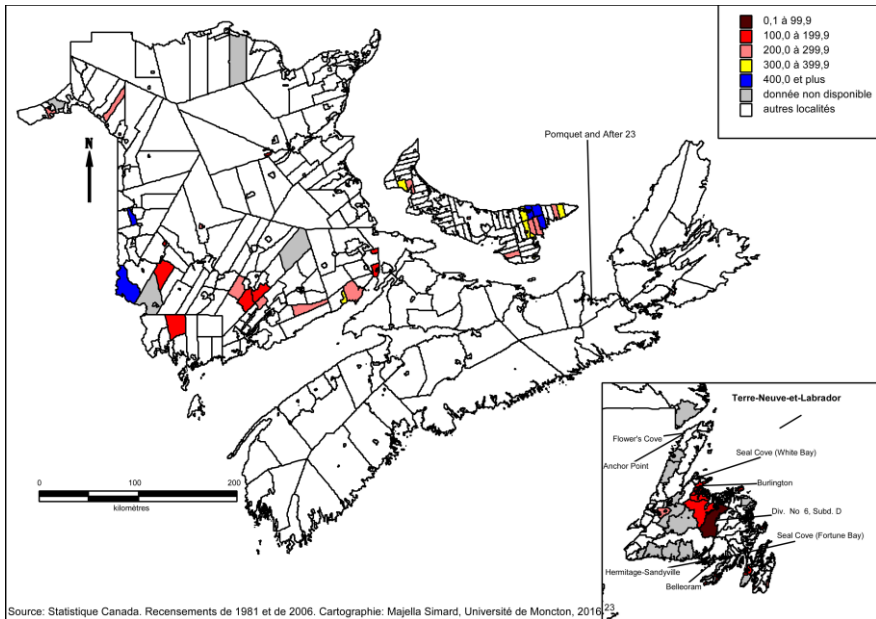 0,1 à 99,9
100,0 à 199,9
200,0 à 299,9
300,0 à 399,9
400,0 et plus
donnée non disponible
autres localités
Pomquet and After 23
N
0 100 200
kilomètres
Terre-Neuve-et-Labrador
Flower's Cove
Anchor Point
Seal Cove (White Bay)
Burlington
Div. No 6, Subd. D
Seal Cove (Fortune Bay)
Hermitage-Sandyville
Belleoram
Source: Statistique Canada. Recensements de 1981 et de 2006. Cartographie: Majella Simard, Université de Moncton, 2016 23